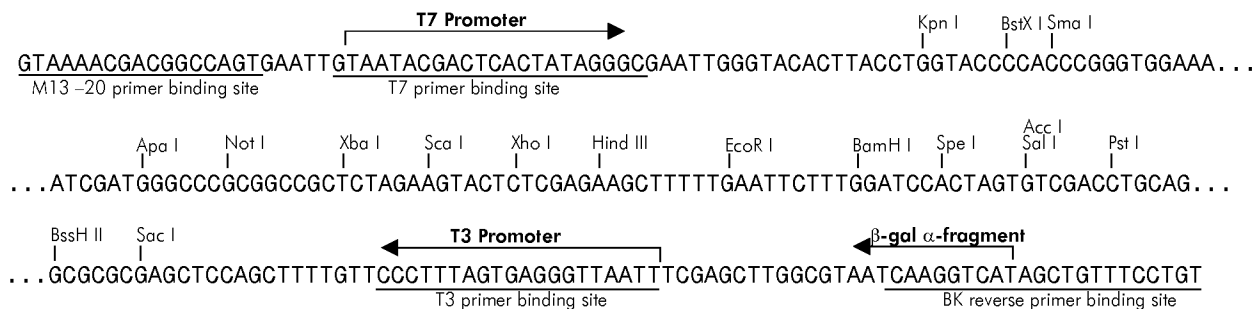 T7 Promoter
Kpn I BstX I Sma I
GTAAAACGACGGCCAGTGAATTGTAATACGACTCACTATAGGGCGAATTGGGTACACTTACCTGGTACCCCACCCGGGTGGAAA...
M13 –20 primer binding site T7 primer binding site
Acc I
Apa I Not I Xba I Sca I Xho I Hind III EcoR I BamH I Spe I Sal I Pst I
...ATCGATGGGCCCGCGGCCGCTCTAGAAGTACTCTCGAGAAGCTTTTTGAATTCTTTGGATCCACTAGTGTCGACCTGCAG...
BssH II Sac I T3 Promoter β-gal α-fragment
...GCGCGCGAGCTCCAGCTTTTGTTCCCTTTAGTGAGGGTTAATTTCGAGCTTGGCGTAATCAAGGTCATAGCTGTTTCCTGT
T3 primer binding site BK reverse primer binding site